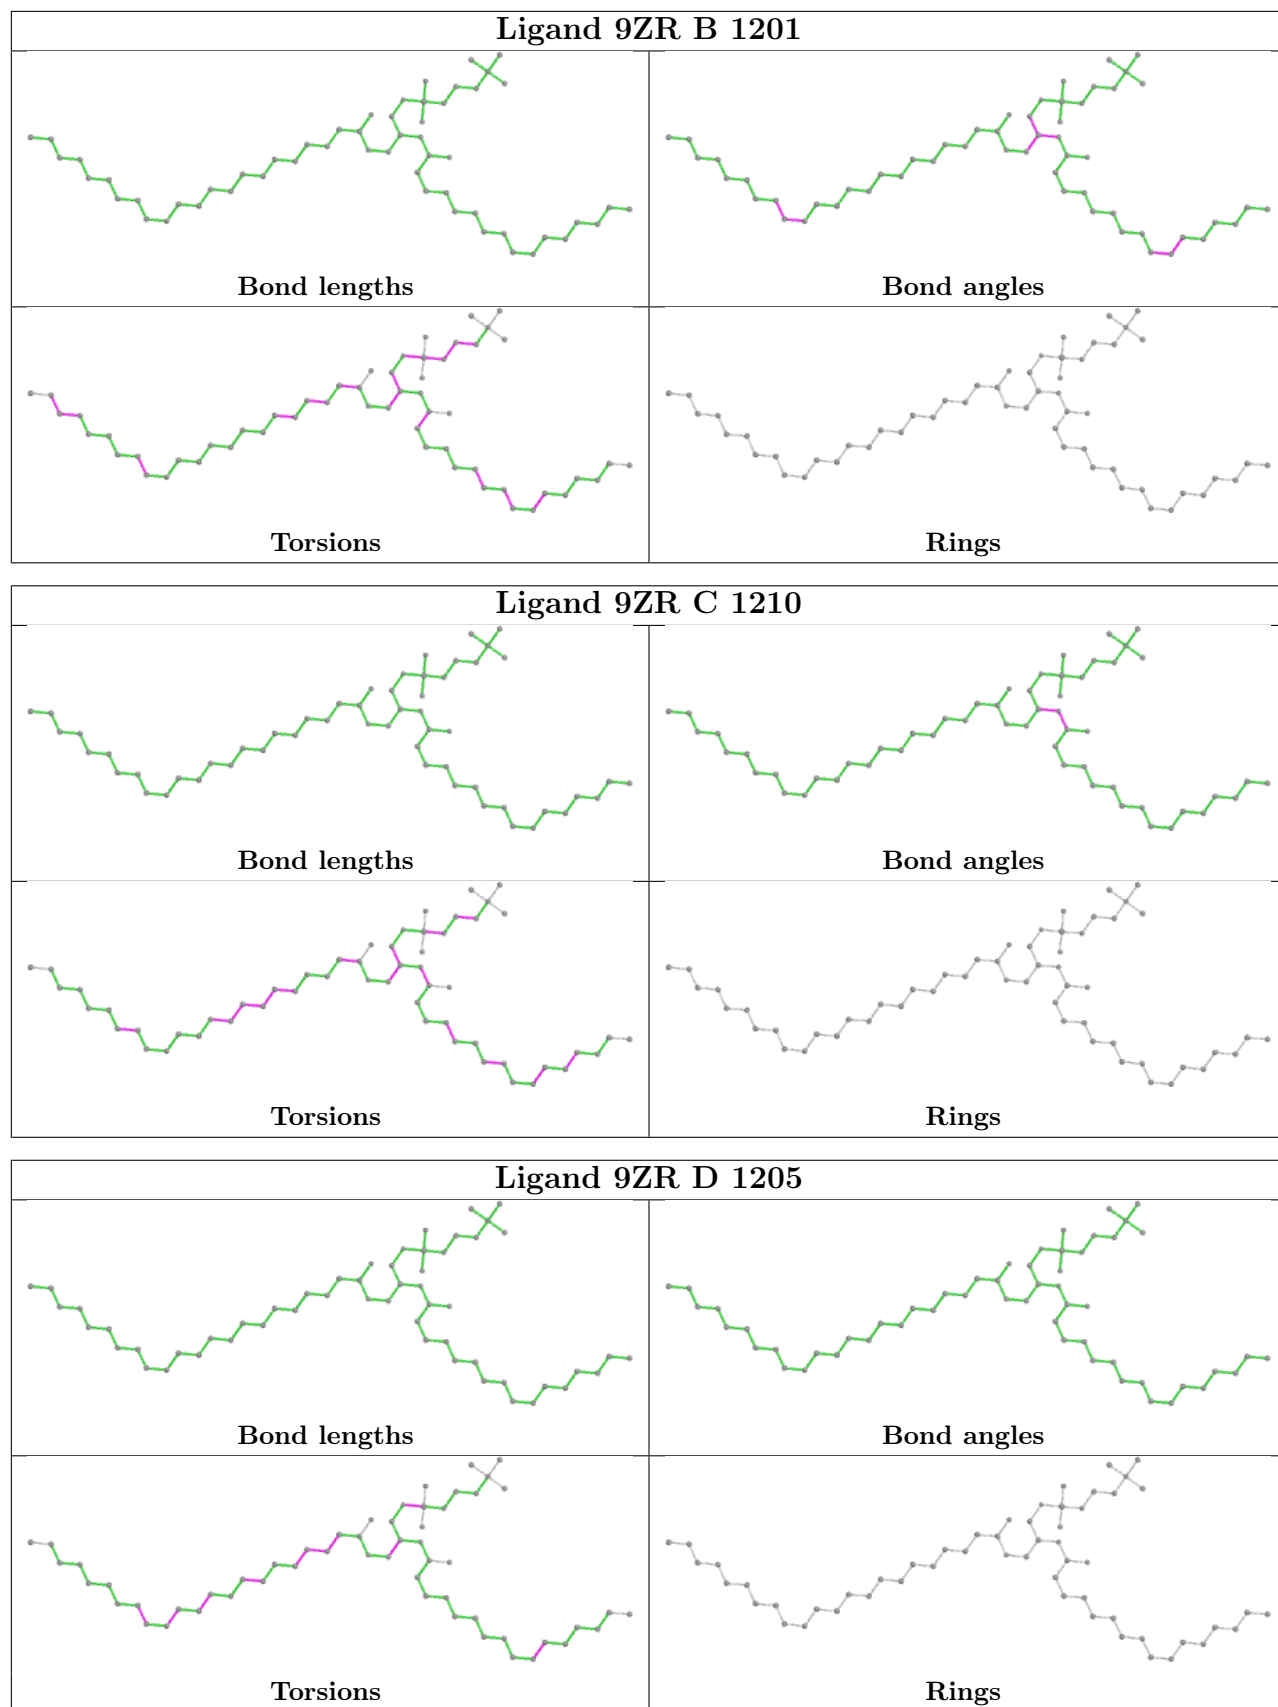 Ligand 9ZR B 1201
Bond lengths
Bond angles
Torsions
Rings
Ligand 9ZR C 1210
Bond lengths
Bond angles
Torsions
Rings
Ligand 9ZR D 1205
Bond lengths
Bond angles
Torsions
Rings